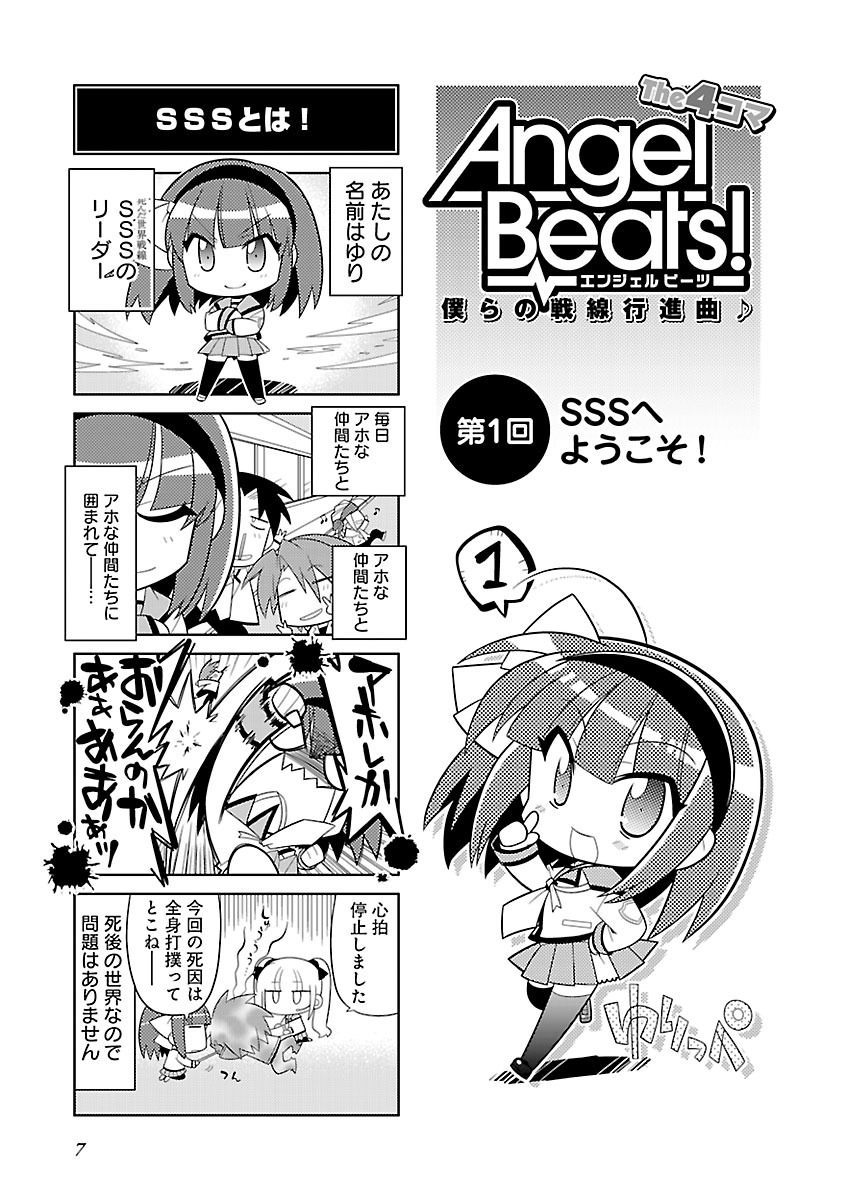 The4コマ
Angel
Beats!
エンジェルビーツ
僕らの戦線行進曲♪
第1回
SSSへ
ようこそ！
1
ゆりっぺ
SSSとは！
あたしの
名前はゆり
死んだ世界戦線
SSSの
リーダー
毎日
アホな
仲間たちと
アホな
仲間たちと
アホな仲間たちに
囲まれて――…
アホしか
おらんのか
あぁあぁあぁッ
心拍
停止しました
今回の死因は
全身打撲って
とこね――
しゅ〜
つん
死後の世界なので
問題はありません
7